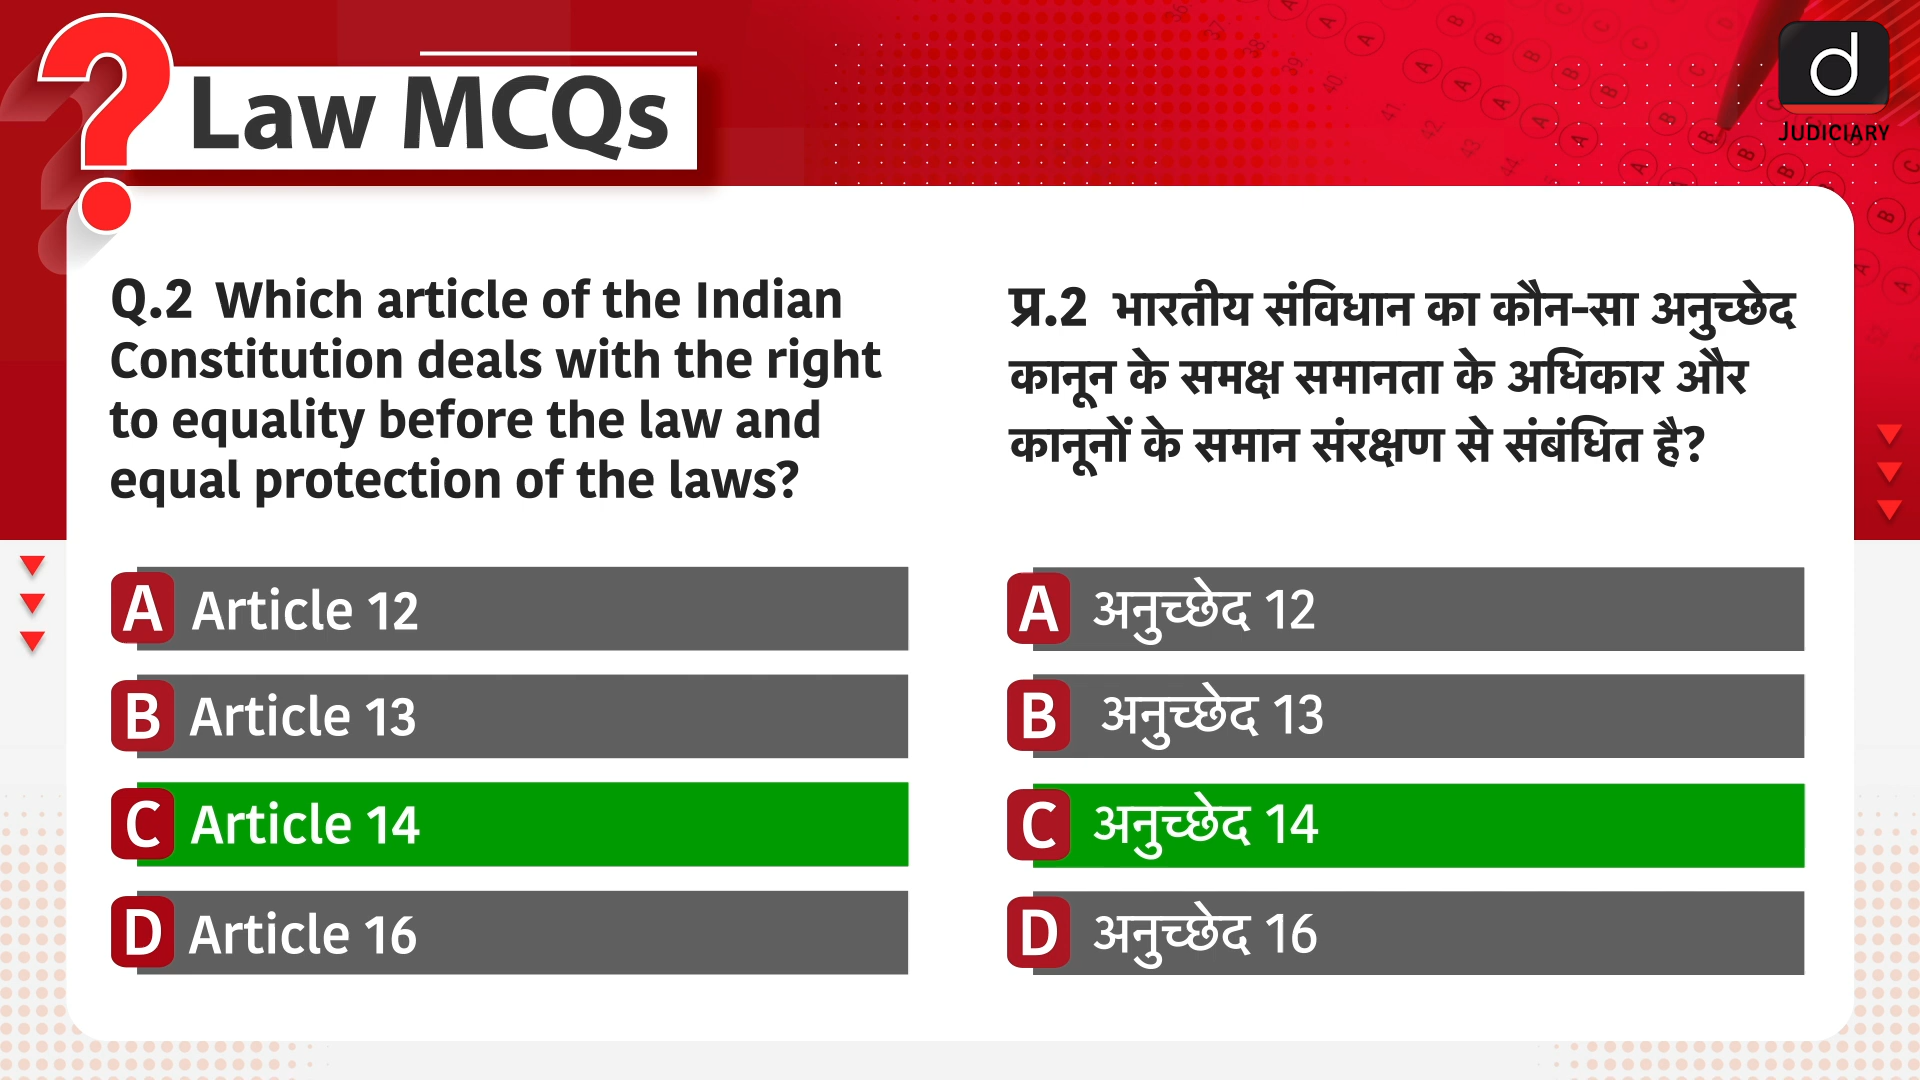 Law MCQs
d
JUDICIARY
Q.2 Which article of the Indian
Constitution deals with the right
to equality before the law and
equal protection of the laws?
A Article 12
B Article 13
C Article 14
D Article 16
प्र.2 भारतीय संविधान का कौन-सा अनुच्छेद
कानून के समक्ष समानता के अधिकार और
कानूनों के समान संरक्षण से संबंधित है?
A अनुच्छेद 12
B अनुच्छेद 13
C अनुच्छेद 14
D अनुच्छेद 16